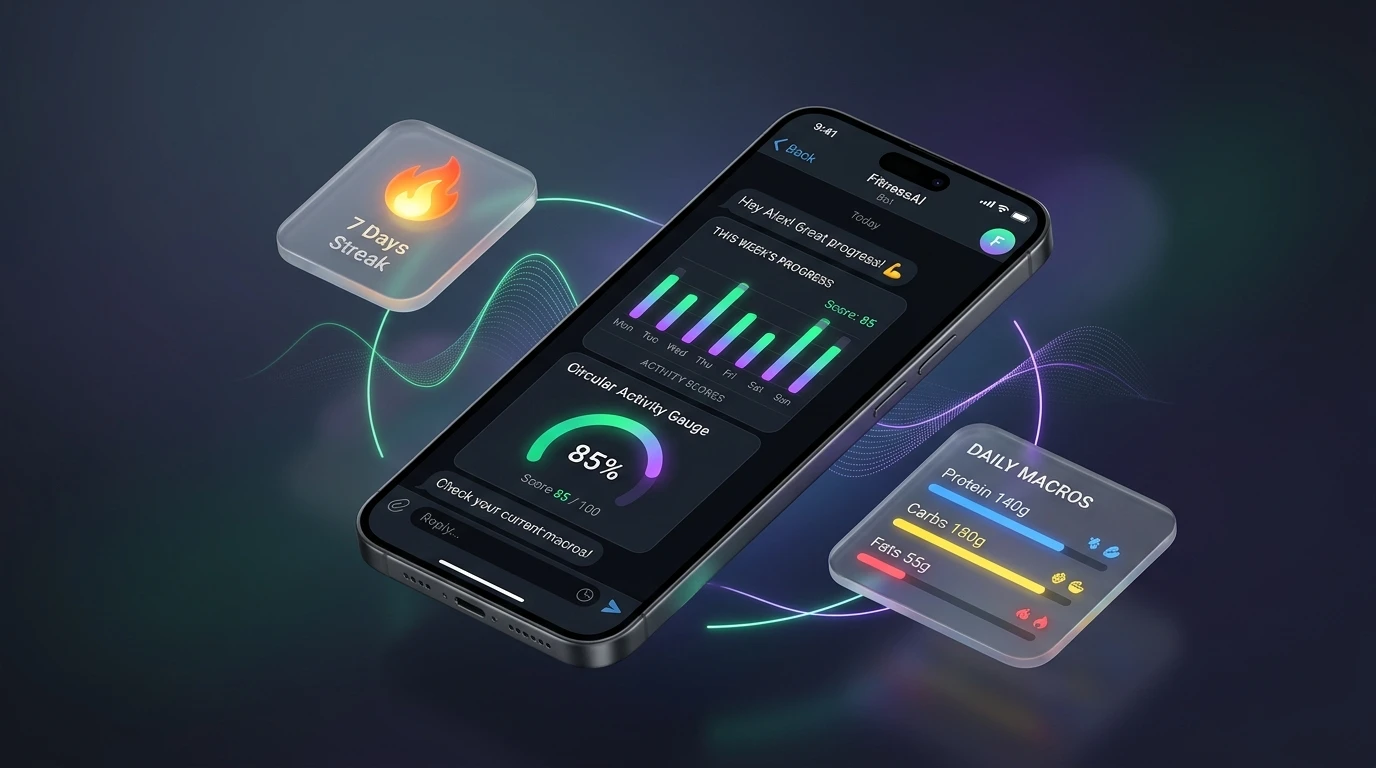 7 Days
Streak
9:41
Back
FitnessAI
Bot
F
Today
Hey Alex! Great progress! 💪
THIS WEEK'S PROGRESS
Score: 85
Mon Tue Wed Thu Fri Sat Sun
ACTIVITY SCORES
Circular Activity Gauge
85%
Score 85 / 100
Check your current macros!
Reply...
DAILY MACROS
Protein 140g
Carbs 180g
Fats 55g